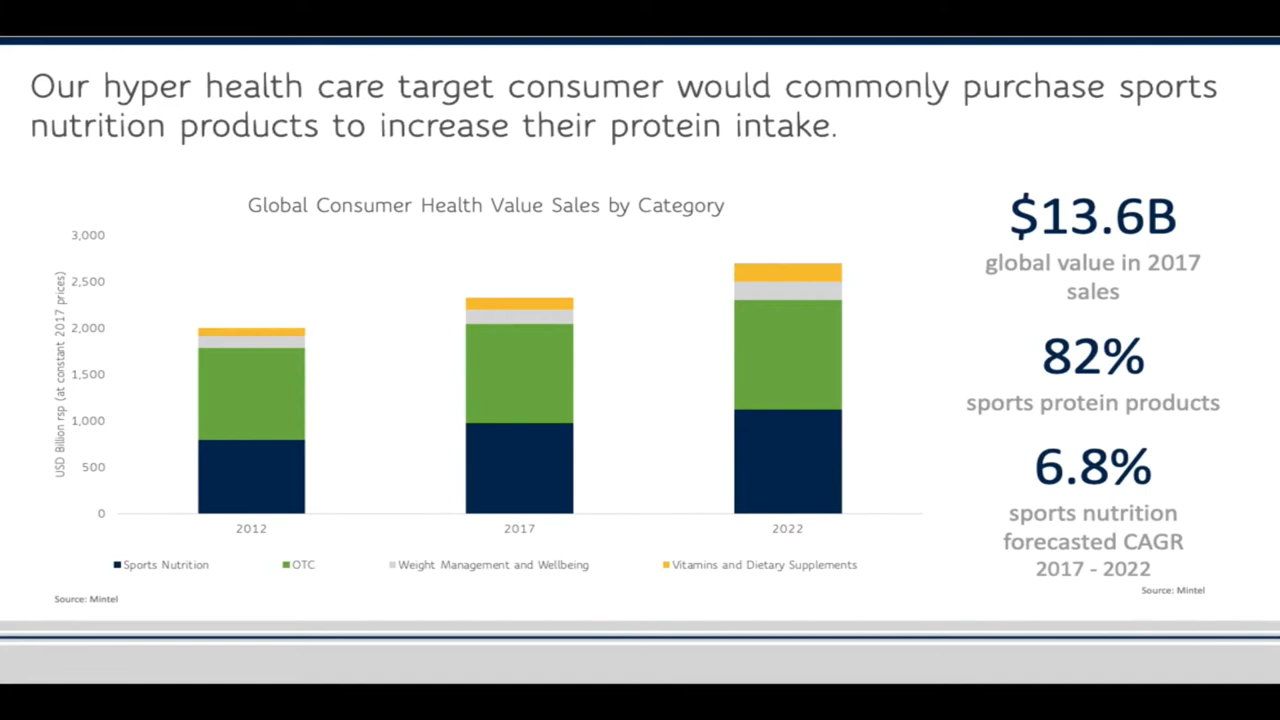 Our hyper health care target consumer would commonly purchase sports
nutrition products to increase their protein intake.
Global Consumer Health Value Sales by Category
USD Billion rsp (at constant 2017 prices)
3,000
2,500
2,000
1,500
1,000
500
0
2012
2017
2022
Sports Nutrition
OTC
Weight Management and Wellbeing
Vitamins and Dietary Supplements
Source: Mintel
$13.6B
global value in 2017
sales
82%
sports protein products
6.8%
sports nutrition
forecasted CAGR
2017 - 2022
Source: Mintel